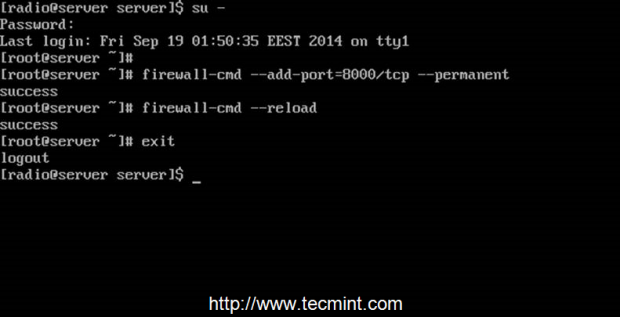 [radio@server server]$ su -
Password:
Last login: Fri Sep 19 01:50:35 EEST 2014 on tty1
[root@server ~]#
[root@server ~]# firewall-cmd --add-port=8000/tcp --permanent
success
[root@server ~]# firewall-cmd --reload
success
[root@server ~]# exit
logout
[radio@server server]$ _
http://www.tecmint.com